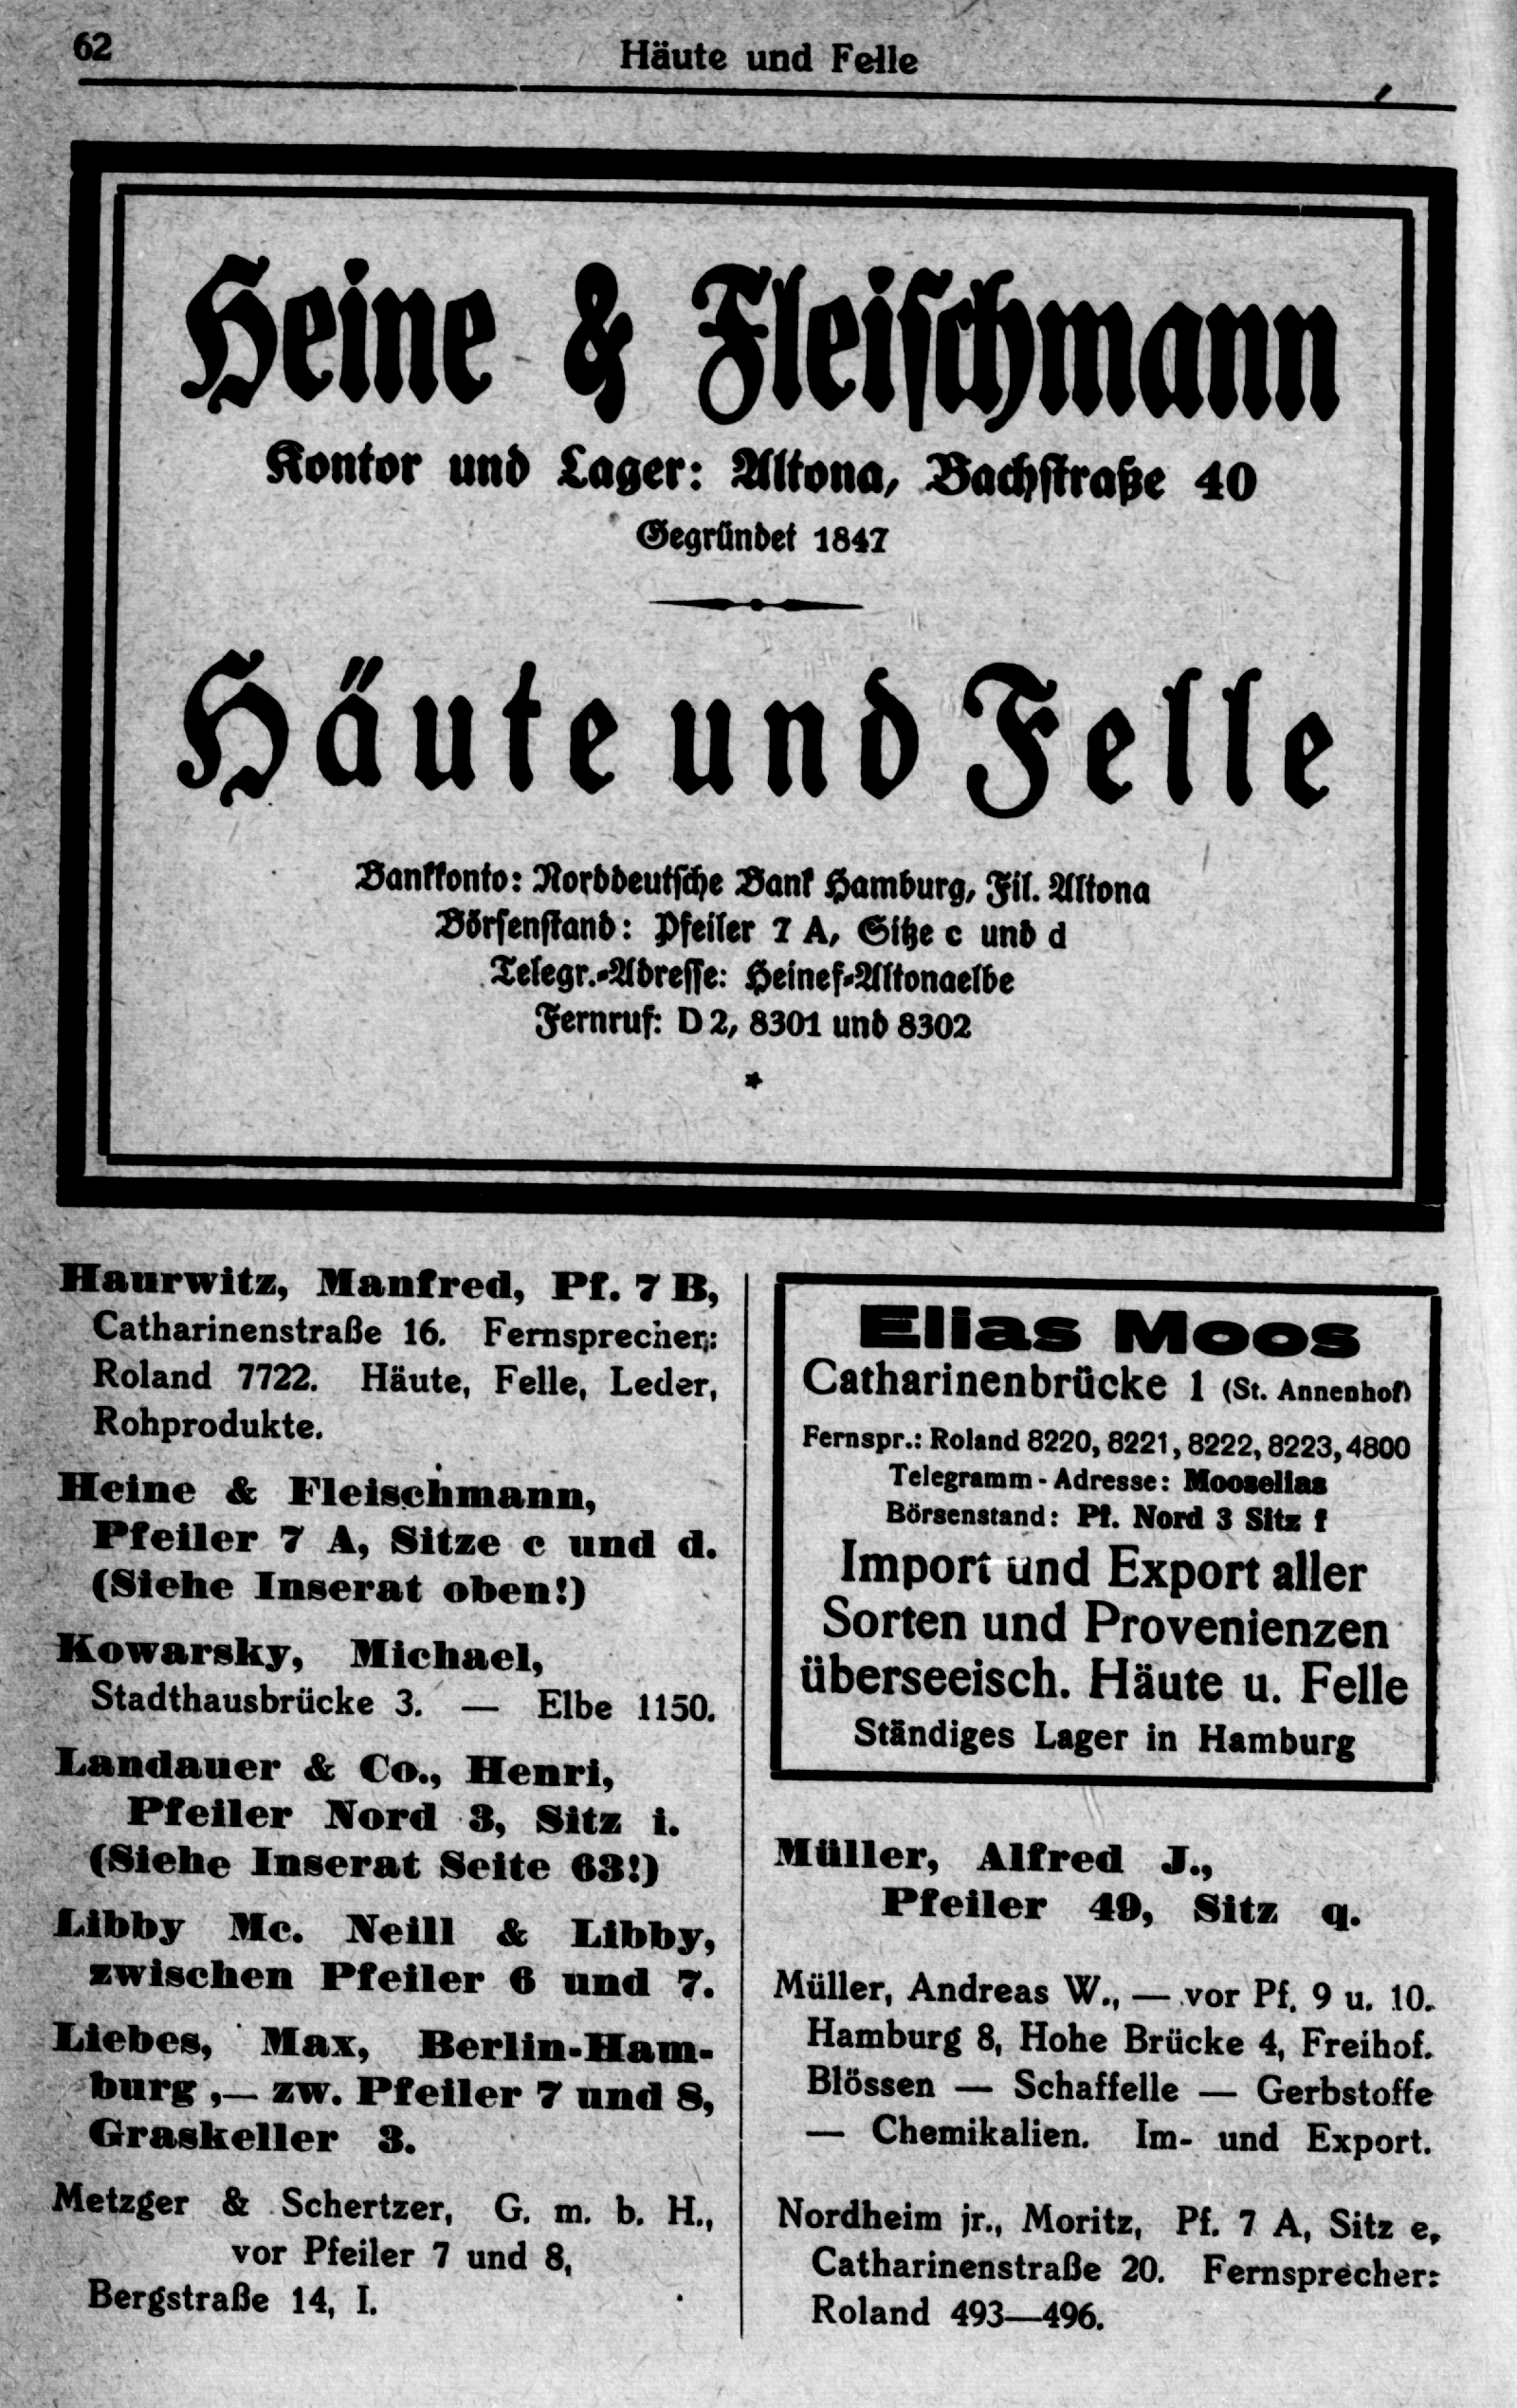 62
Häute und Felle
Heine & Fleischmann
Kontor und Lager: Altona, Bachstraße 40
Gegründet 1847
Häute und Felle
Bankkonto: Norddeutsche Bank Hamburg, Fil. Altona
Börsenstand: Pfeiler 7 A, Sitze c und d
Telegr.-Adresse: Heinef-Altonaelbe
Fernruf: D 2, 8301 und 8302
*
Haurwitz, Manfred, Pf. 7 B,
Catharinenstraße 16. Fernsprecher:
Roland 7722. Häute, Felle, Leder,
Rohprodukte.
Heine & Fleischmann,
Pfeiler 7 A, Sitze c und d.
(Siehe Inserat oben!)
Kowarsky, Michael,
Stadthausbrücke 3. — Elbe 1150.
Landauer & Co., Henri,
Pfeiler Nord 3, Sitz i.
(Siehe Inserat Seite 63!)
Libby Mc. Neill & Libby,
zwischen Pfeiler 6 und 7.
Liebes, Max, Berlin-Ham-
burg ,— zw. Pfeiler 7 und 8,
Graskeller 3.
Metzger & Schertzer, G. m. b. H.,
vor Pfeiler 7 und 8,
Bergstraße 14, I.
Elias Moos
Catharinenbrücke 1 (St. Annenhof)
Fernspr.: Roland 8220, 8221, 8222, 8223, 4800
Telegramm - Adresse: Mooselias
Börsenstand: Pf. Nord 3 Sitz f
Import und Export aller
Sorten und Provenienzen
überseeisch. Häute u. Felle
Ständiges Lager in Hamburg
Müller, Alfred J.,
Pfeiler 49, Sitz q.
Müller, Andreas W., — vor Pf. 9 u. 10.
Hamburg 8, Hohe Brücke 4, Freihof.
Blössen — Schaffelle — Gerbstoffe
— Chemikalien. Im- und Export.
Nordheim jr., Moritz, Pf. 7 A, Sitz e,
Catharinenstraße 20. Fernsprecher:
Roland 493—496.